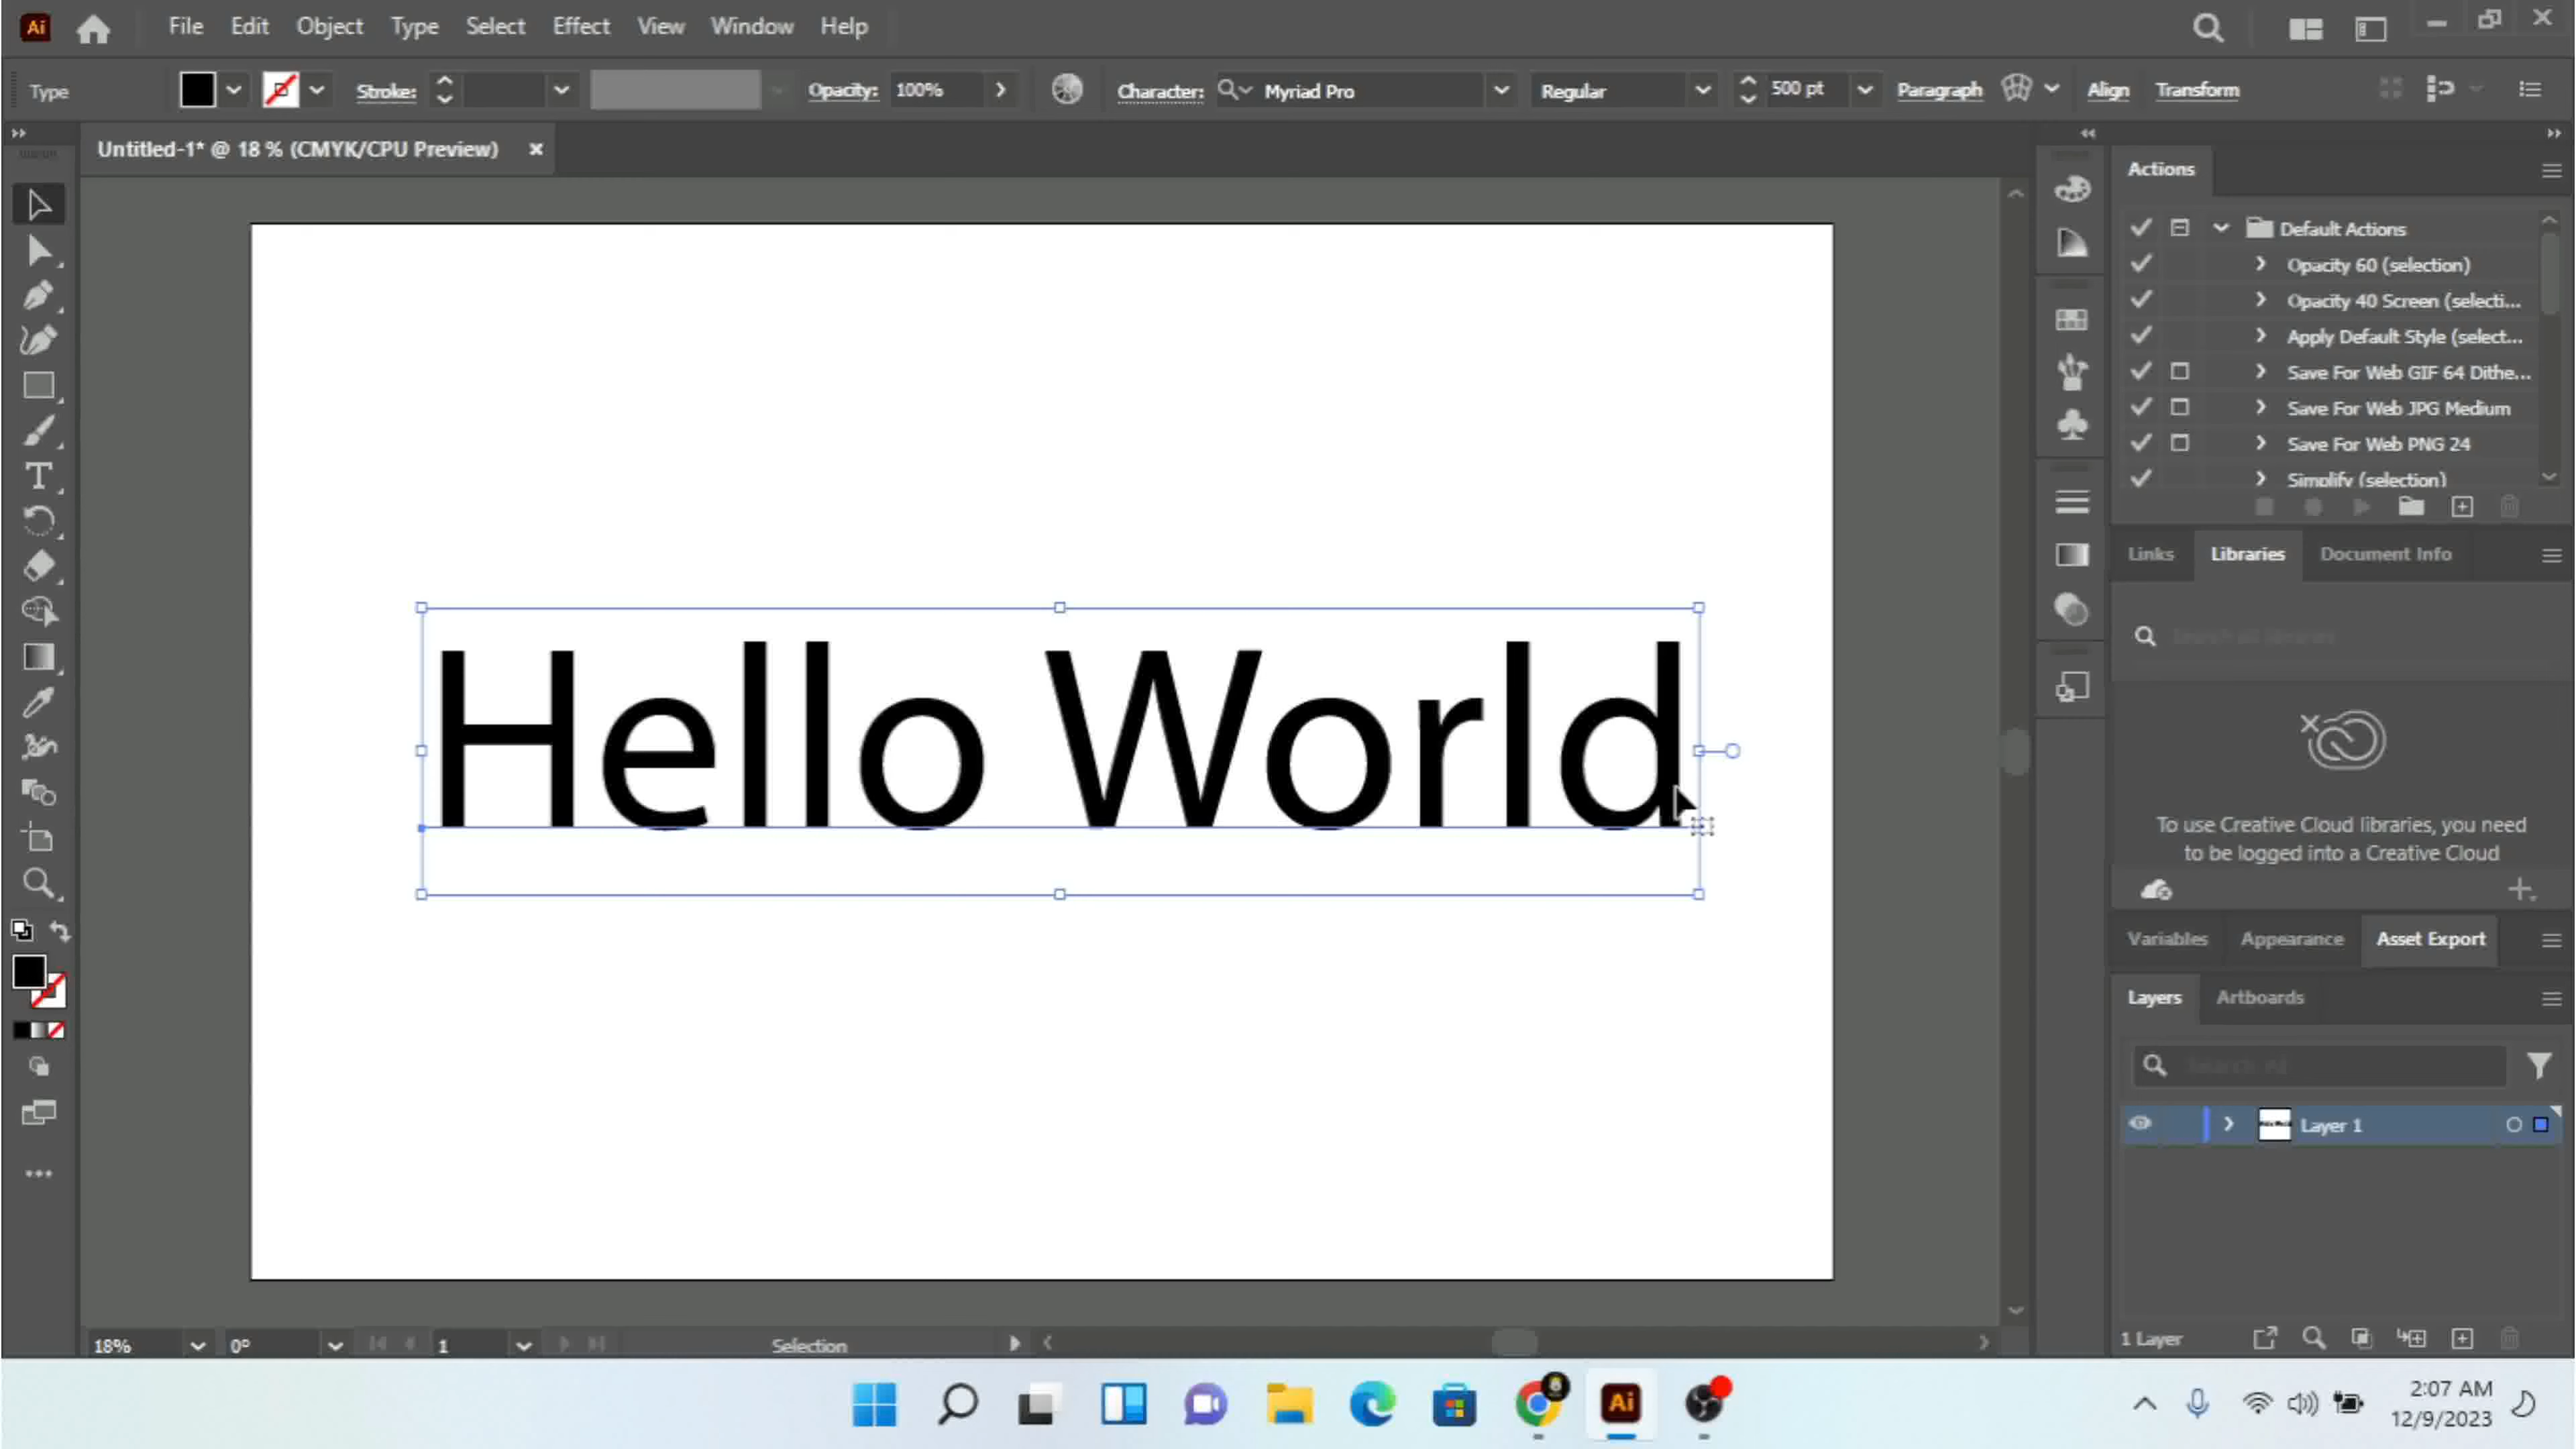 Ai File Edit Object Type Select Effect View Window Help
Type Stroke: Opacity: 100% Character: Myriad Pro Regular 500 pt Paragraph Align Transform
Untitled-1* @ 18 % (CMYK/CPU Preview)
Actions
Default Actions
Opacity 60 (selection)
Opacity 40 Screen (selecti...
Apply Default Style (select...
Save For Web GIF 64 Dithe...
Save For Web JPG Medium
Save For Web PNG 24
Simplify (selection)
Links Libraries Document Info
Hello World
To use Creative Cloud libraries, you need
to be logged into a Creative Cloud
Variables Appearance Asset Export
Layers Artboards
Layer 1
18% 0° 1 Selection
1 Layer
Ai
2:07 AM
12/9/2023